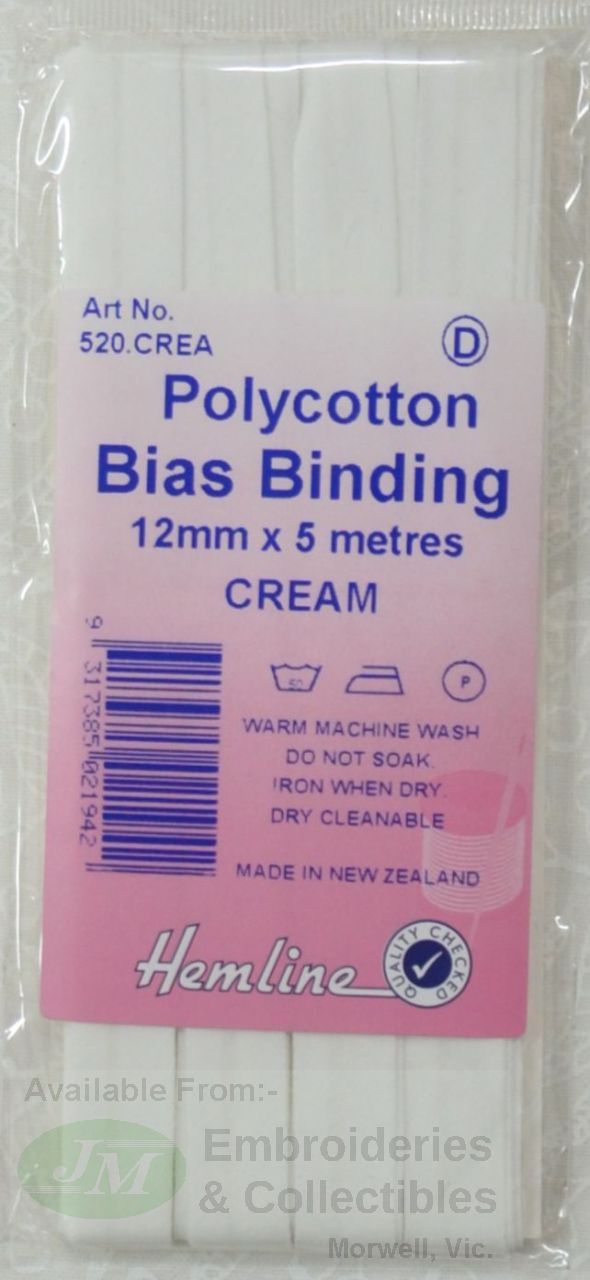 Art No.
520.CREA
D
Polycotton
Bias Binding
12mm x 5 metres
CREAM
9 317385 021942
50
P
WARM MACHINE WASH
DO NOT SOAK.
IRON WHEN DRY.
DRY CLEANABLE
MADE IN NEW ZEALAND
Hemline
QUALITY CHECKED
Available From:-
JM
Embroideries
& Collectibles
Morwell, Vic.